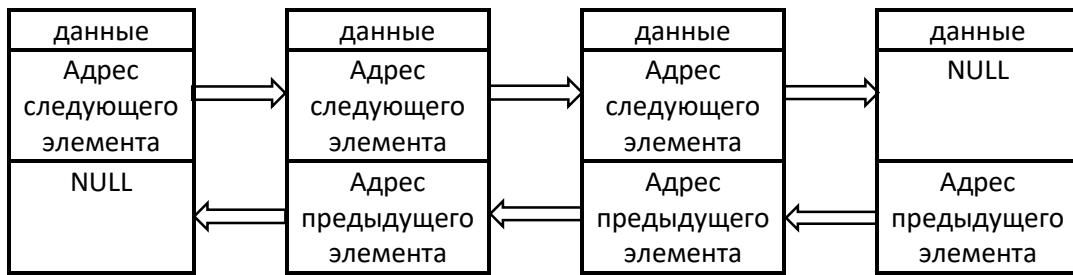 данные
Адрес
следующего
элемента
NULL
данные
Адрес
следующего
элемента
Адрес
предыдущего
элемента
данные
Адрес
следующего
элемента
Адрес
предыдущего
элемента
данные
NULL
Адрес
предыдущего
элемента